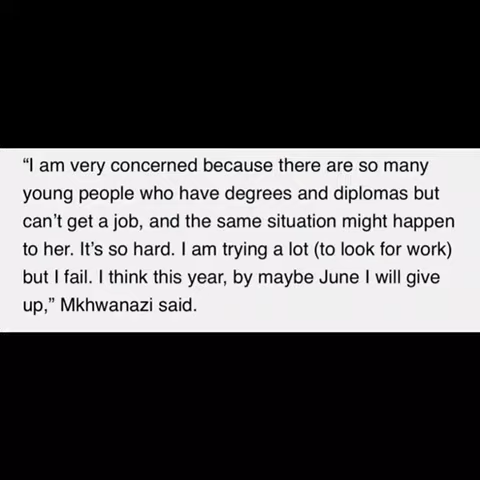 “I am very concerned because there are so many
young people who have degrees and diplomas but
can’t get a job, and the same situation might happen
to her. It’s so hard. I am trying a lot (to look for work)
but I fail. I think this year, by maybe June I will give
up,” Mkhwanazi said.